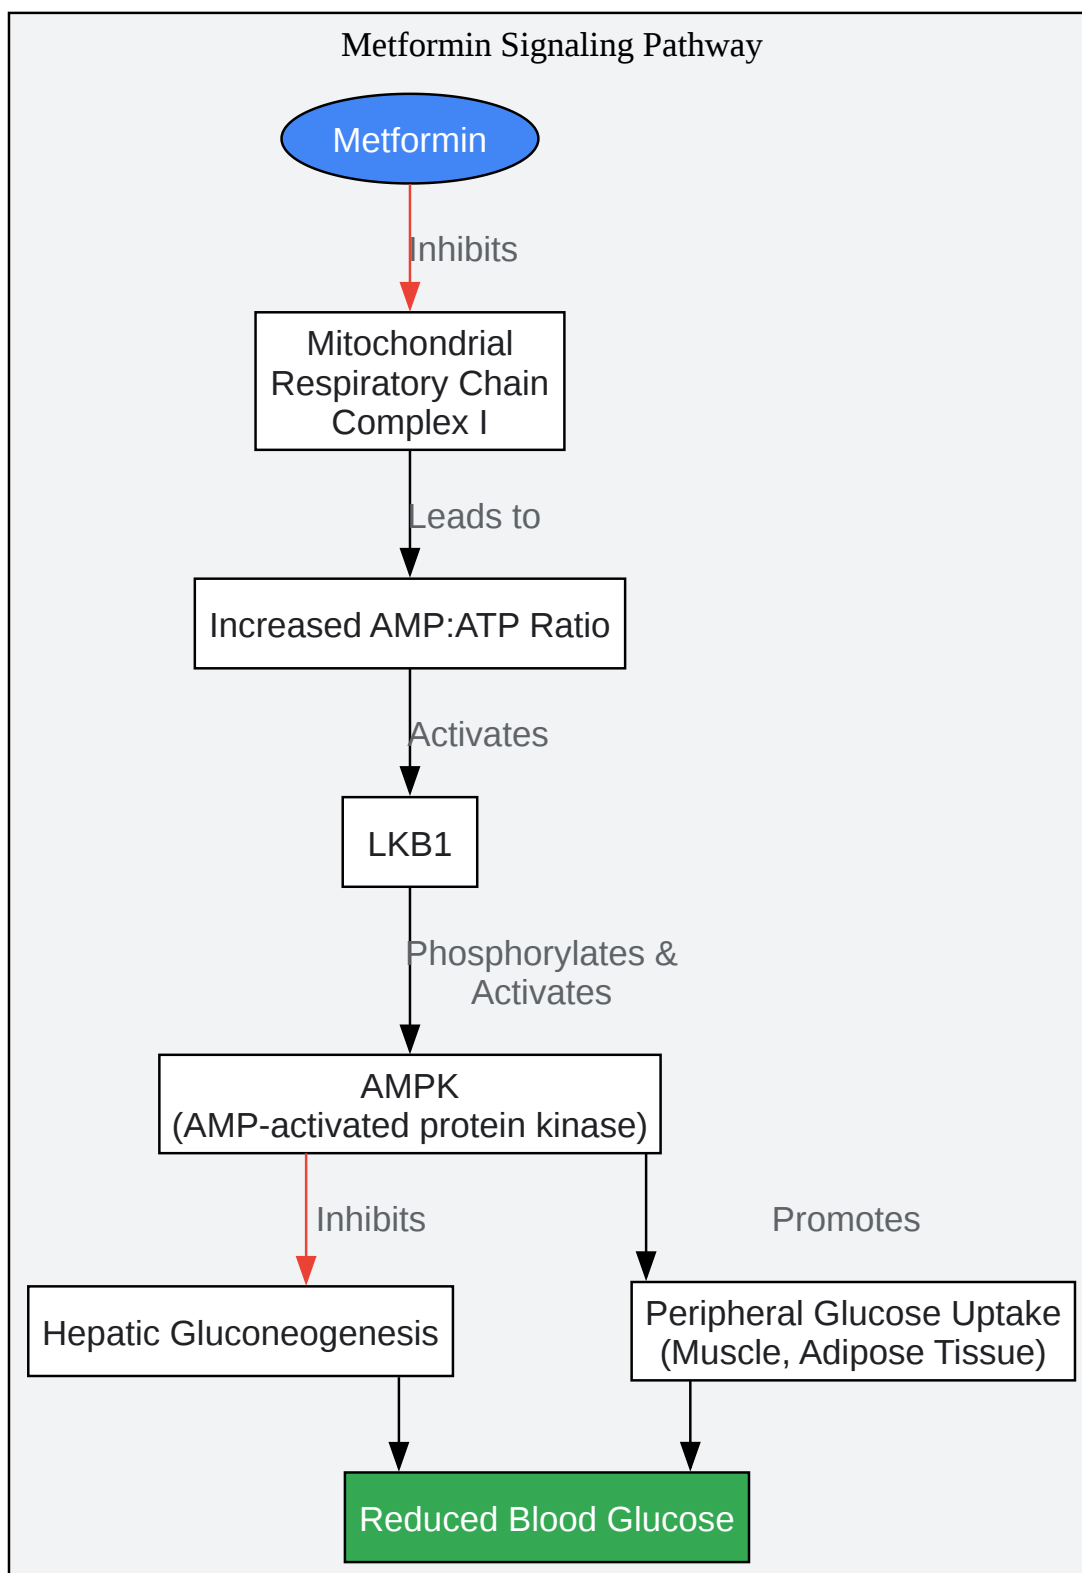 Metformin Signaling Pathway
Metformin
Inhibits
Mitochondrial
Respiratory Chain
Complex I
Leads to
Increased AMP:ATP Ratio
Activates
LKB1
Phosphorylates &
Activates
AMPK
(AMP-activated protein kinase)
Inhibits
Promotes
Hepatic Gluconeogenesis
Peripheral Glucose Uptake
(Muscle, Adipose Tissue)
Reduced Blood Glucose